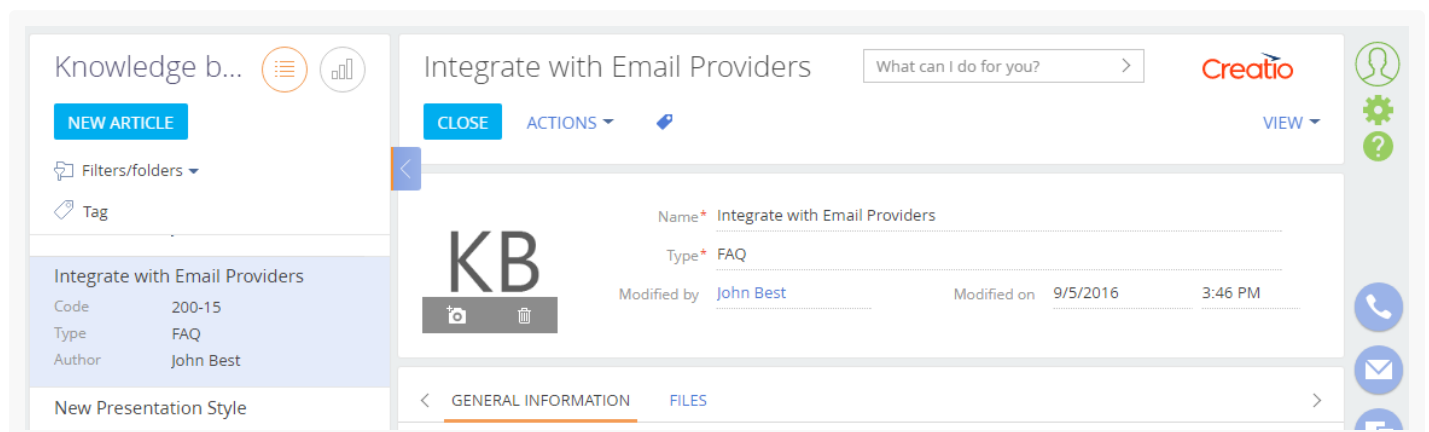 Knowledge b...
NEW ARTICLE
Filters/folders
Tag
Integrate with Email Providers
Code 200-15
Type FAQ
Author John Best
New Presentation Style
Integrate with Email Providers
What can I do for you?
Creatio
CLOSE ACTIONS VIEW
KB
Name* Integrate with Email Providers
Type* FAQ
Modified by John Best Modified on 9/5/2016 3:46 PM
GENERAL INFORMATION FILES